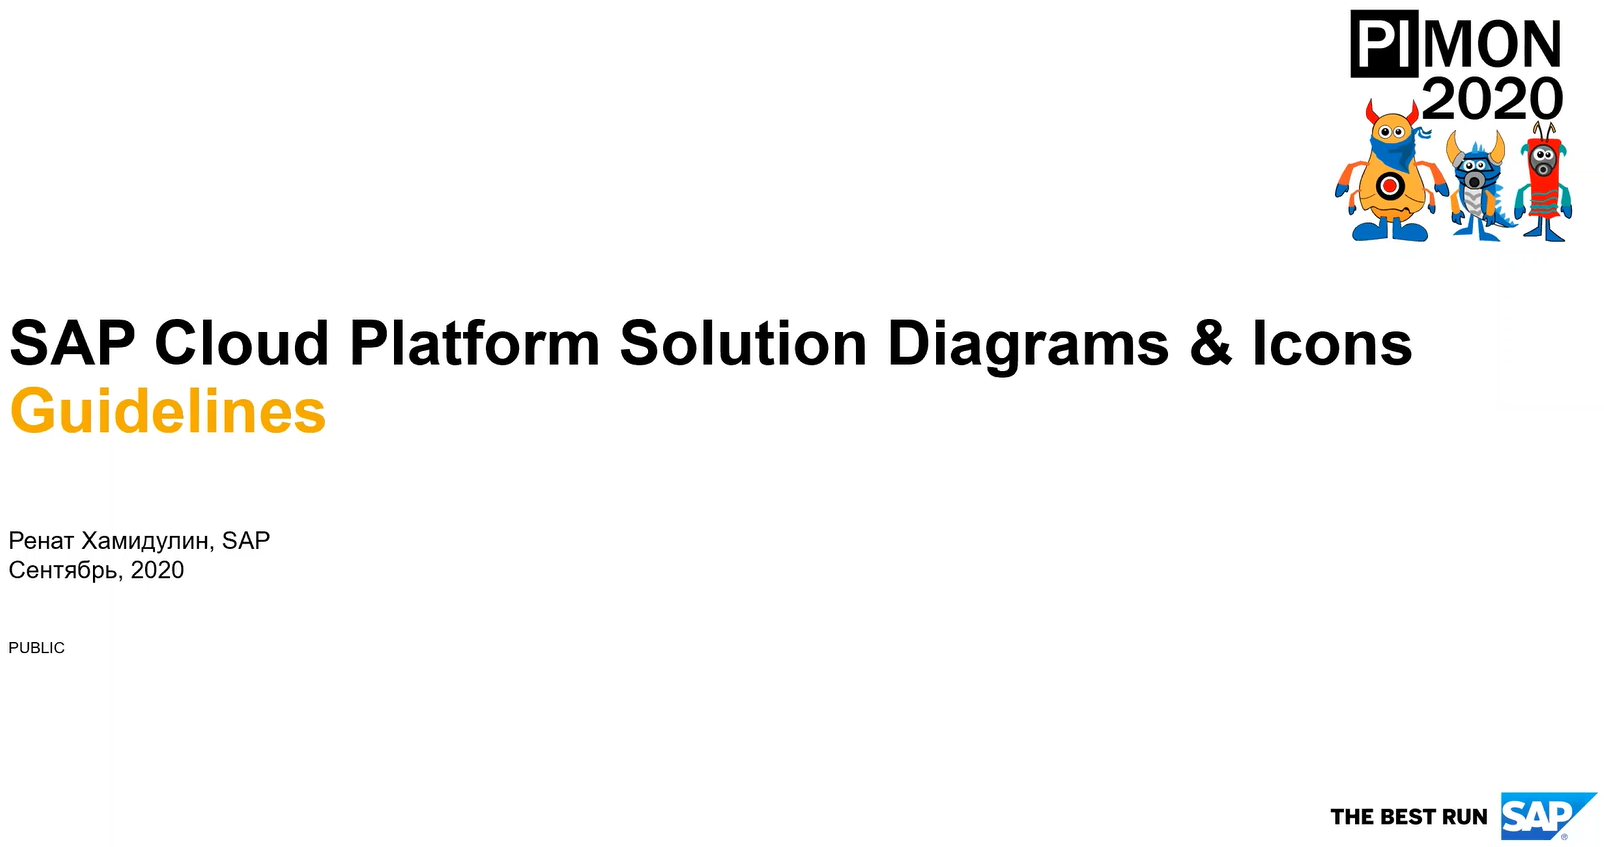 PIMON
2020
SAP Cloud Platform Solution Diagrams & Icons
Guidelines
Ренат Хамидулин, SAP
Сентябрь, 2020
PUBLIC
THE BEST RUN SAP®